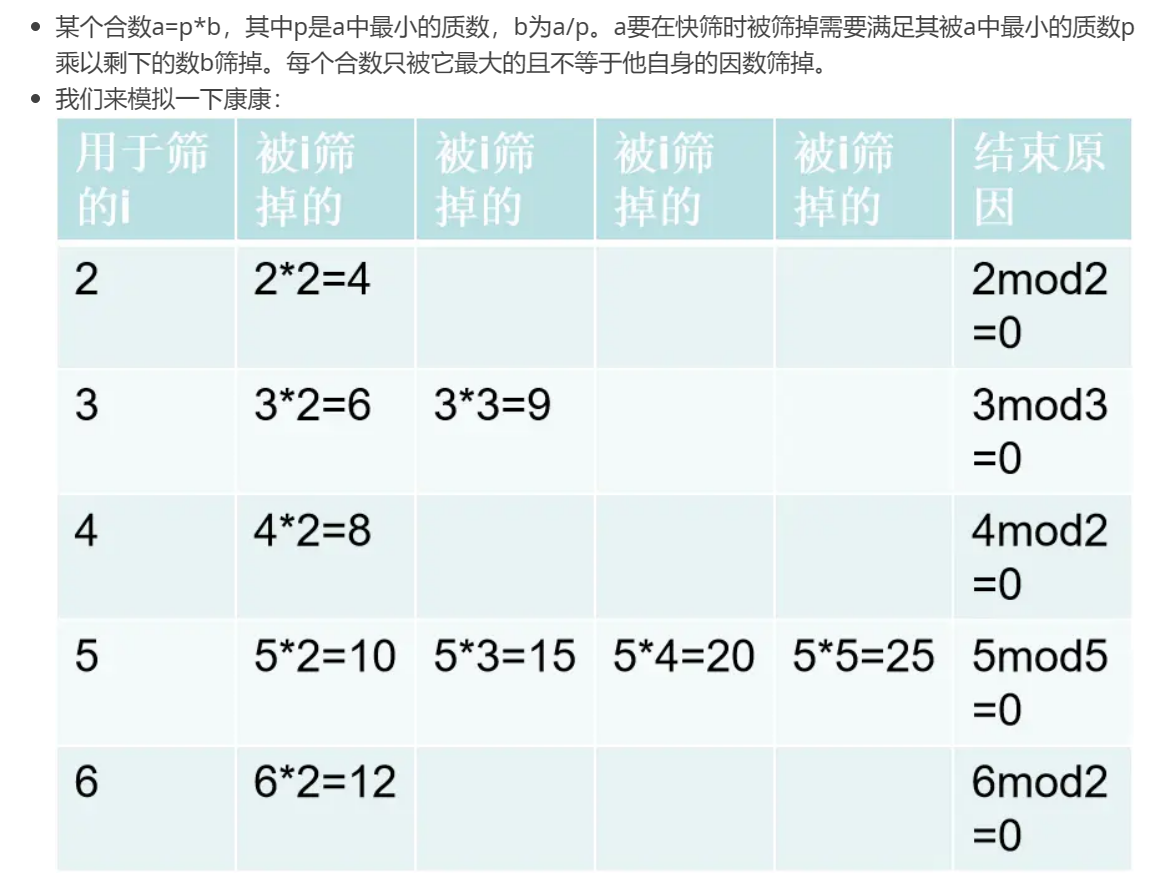 某个合数a=p*b，其中p是a中最小的质数，b为a/p。a要在快筛时被筛掉需要满足其被a中最小的质数p
乘以剩下的数b筛掉。每个合数只被它最大的且不等于他自身的因数筛掉。
我们来模拟一下康康：
用于筛的i 被i筛掉的 被i筛掉的 被i筛掉的 被i筛掉的 结束原因
2 2*2=4 2mod2=0
3 3*2=6 3*3=9 3mod3=0
4 4*2=8 4mod2=0
5 5*2=10 5*3=15 5*4=20 5*5=25 5mod5=0
6 6*2=12 6mod2=0